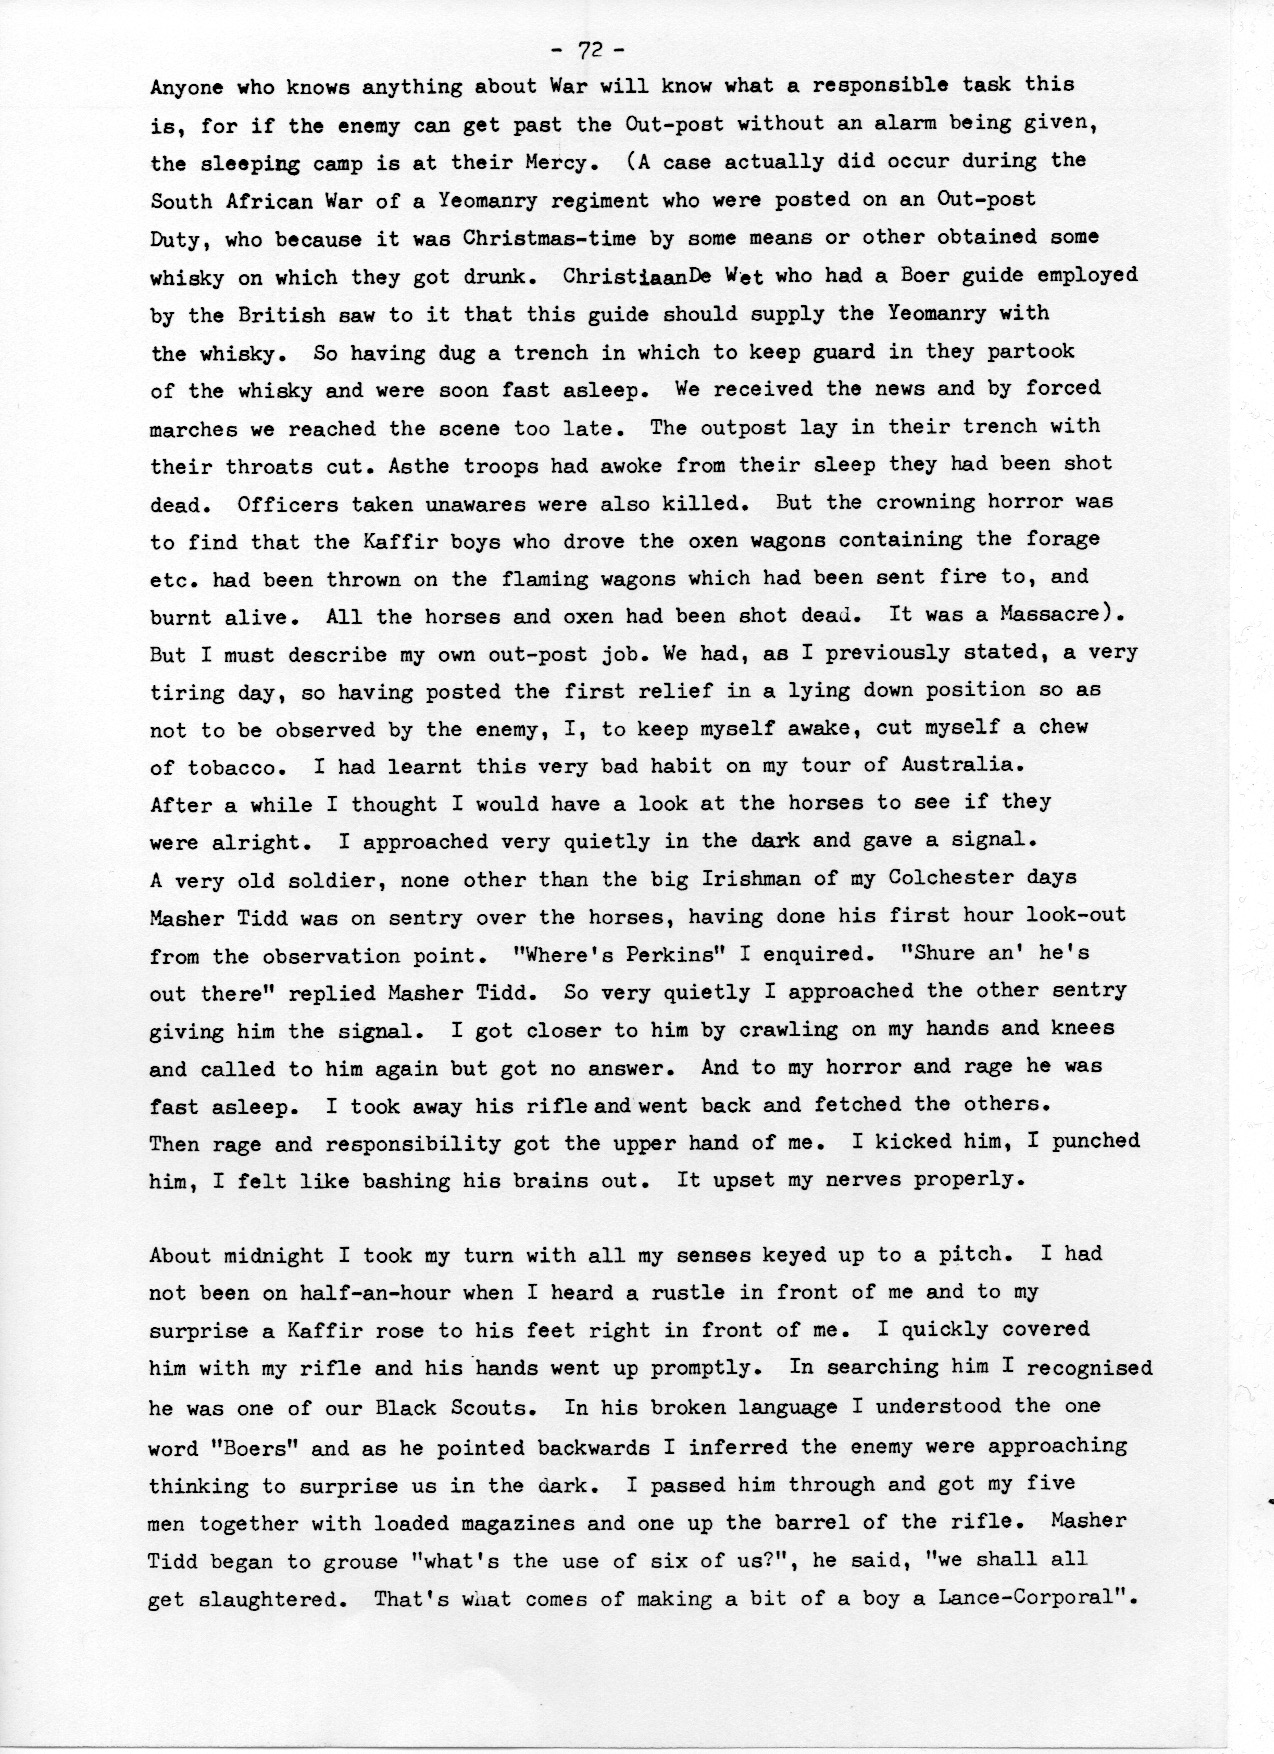 - 72 -
Anyone who knows anything about War will know what a responsible task this
is, for if the enemy can get past the Out-post without an alarm being given,
the sleeping camp is at their Mercy. (A case actually did occur during the
South African War of a Yeomanry regiment who were posted on an Out-post
Duty, who because it was Christmas-time by some means or other obtained some
whisky on which they got drunk. ChristiaanDe Wet who had a Boer guide employed
by the British saw to it that this guide should supply the Yeomanry with
the whisky. So having dug a trench in which to keep guard in they partook
of the whisky and were soon fast asleep. We received the news and by forced
marches we reached the scene too late. The outpost lay in their trench with
their throats cut. Asthe troops had awoke from their sleep they had been shot
dead. Officers taken unawares were also killed. But the crowning horror was
to find that the Kaffir boys who drove the oxen wagons containing the forage
etc. had been thrown on the flaming wagons which had been sent fire to, and
burnt alive. All the horses and oxen had been shot dead. It was a Massacre).
But I must describe my own out-post job. We had, as I previously stated, a very
tiring day, so having posted the first relief in a lying down position so as
not to be observed by the enemy, I, to keep myself awake, cut myself a chew
of tobacco. I had learnt this very bad habit on my tour of Australia.
After a while I thought I would have a look at the horses to see if they
were alright. I approached very quietly in the dark and gave a signal.
A very old soldier, none other than the big Irishman of my Colchester days
Masher Tidd was on sentry over the horses, having done his first hour look-out
from the observation point. "Where's Perkins" I enquired. "Shure an' he's
out there" replied Masher Tidd. So very quietly I approached the other sentry
giving him the signal. I got closer to him by crawling on my hands and knees
and called to him again but got no answer. And to my horror and rage he was
fast asleep. I took away his rifle and went back and fetched the others.
Then rage and responsibility got the upper hand of me. I kicked him, I punched
him, I felt like bashing his brains out. It upset my nerves properly.

About midnight I took my turn with all my senses keyed up to a pitch. I had
not been on half-an-hour when I heard a rustle in front of me and to my
surprise a Kaffir rose to his feet right in front of me. I quickly covered
him with my rifle and his hands went up promptly. In searching him I recognised
he was one of our Black Scouts. In his broken language I understood the one
word "Boers" and as he pointed backwards I inferred the enemy were approaching
thinking to surprise us in the dark. I passed him through and got my five
men together with loaded magazines and one up the barrel of the rifle. Masher
Tidd began to grouse "what's the use of six of us?", he said, "we shall all
get slaughtered. That's what comes of making a bit of a boy a Lance-Corporal".